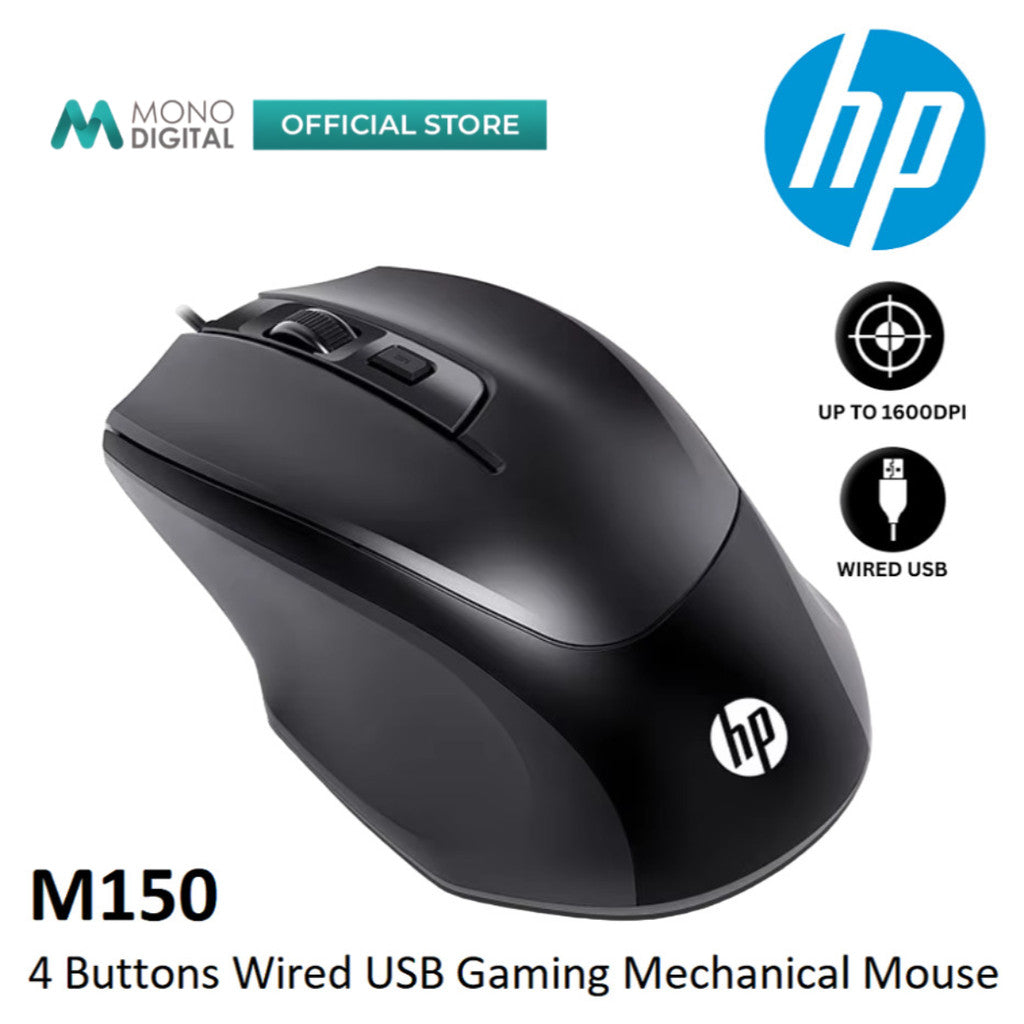 MONO
DIGITAL
OFFICIAL STORE
hp
UP TO 1600DPI
WIRED USB
hp
M150
4 Buttons Wired USB Gaming Mechanical Mouse